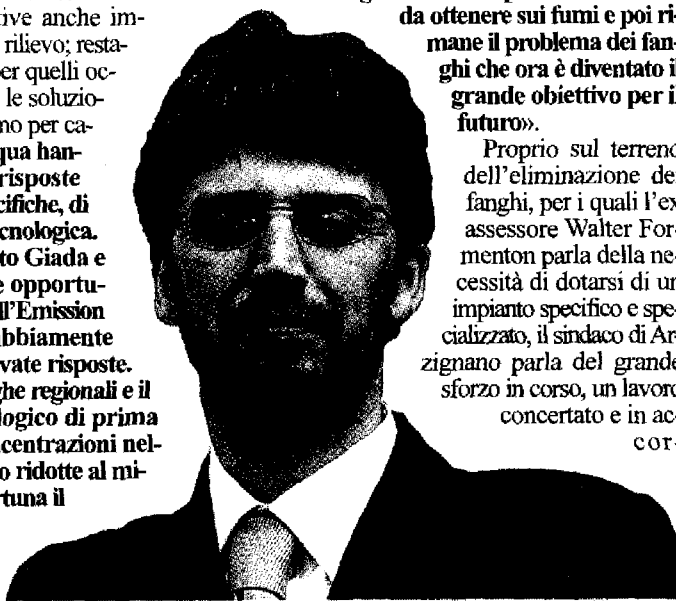 tive anche im-
rilievo; resta-
er quelli oc-
le soluzio-
no per ca-
qua han-
risposte
cifiche, di
cnologica.
to Giada e
e opportu-
ll'Emission
bbiamente
vate risposte.
ghe regionali e il
logico di prima
centrazioni nel-
o ridotte al mi-
rtuna il
da ottenere sui fumi e poi ri-
mane il problema dei fan-
ghi che ora è diventato il
grande obiettivo per il
futuro».
Proprio sul terreno
dell'eliminazione dei
fanghi, per i quali l'ex
assessore Walter For-
menton parla della ne-
cessità di dotarsi di un
impianto specifico e spe-
cializzato, il sindaco di Ar-
zignano parla del grande
sforzo in corso, un lavoro
concertato e in ac-
cor-